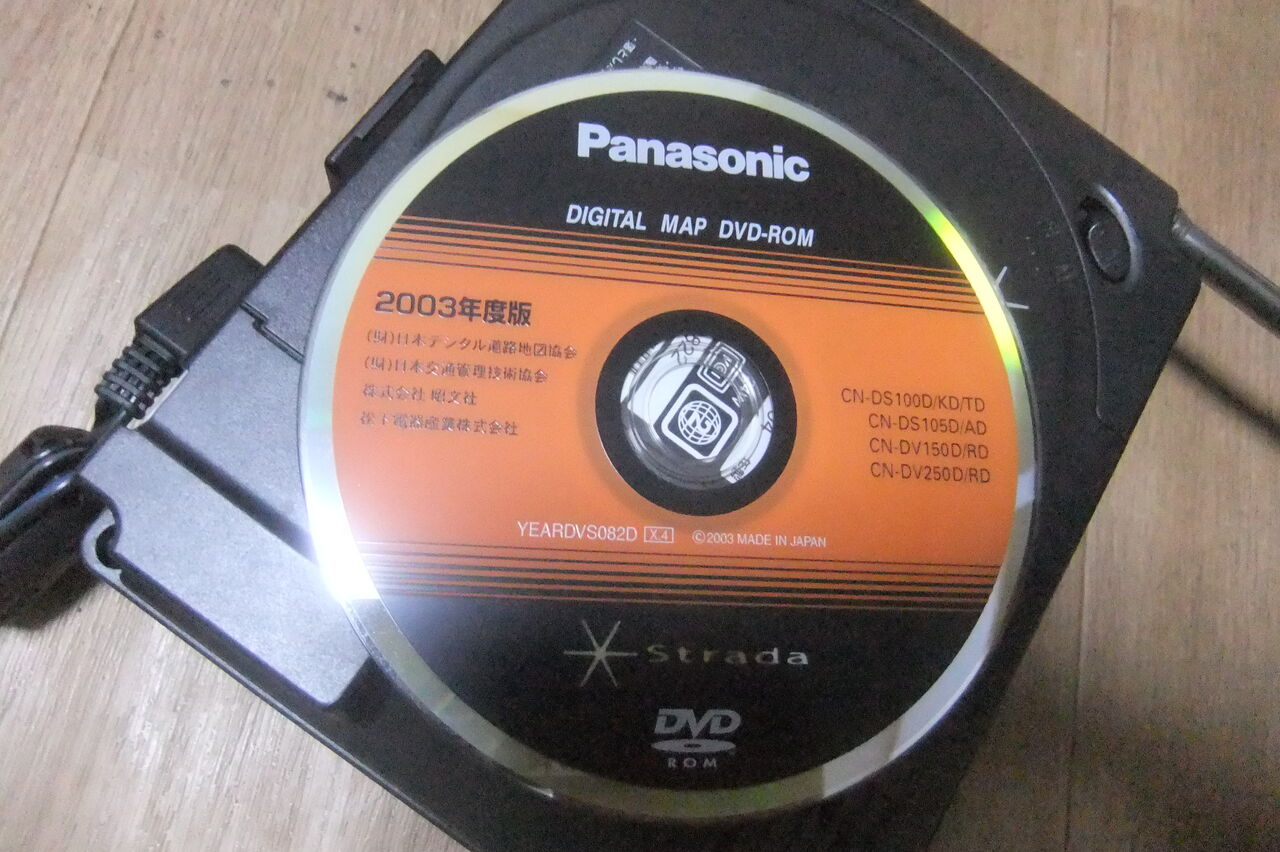 Panasonic
DIGITAL MAP DVD-ROM
2003年度版
(財)日本デジタル道路地図協会
(財)日本交通管理技術協会
株式会社 昭文社
松下電器産業株式会社
CN-DS100D/KD/TD
CN-DS105D/AD
CN-DV150D/RD
CN-DV250D/RD
YEARDVS082D X.4 ©2003 MADE IN JAPAN
Strada
DVD
ROM